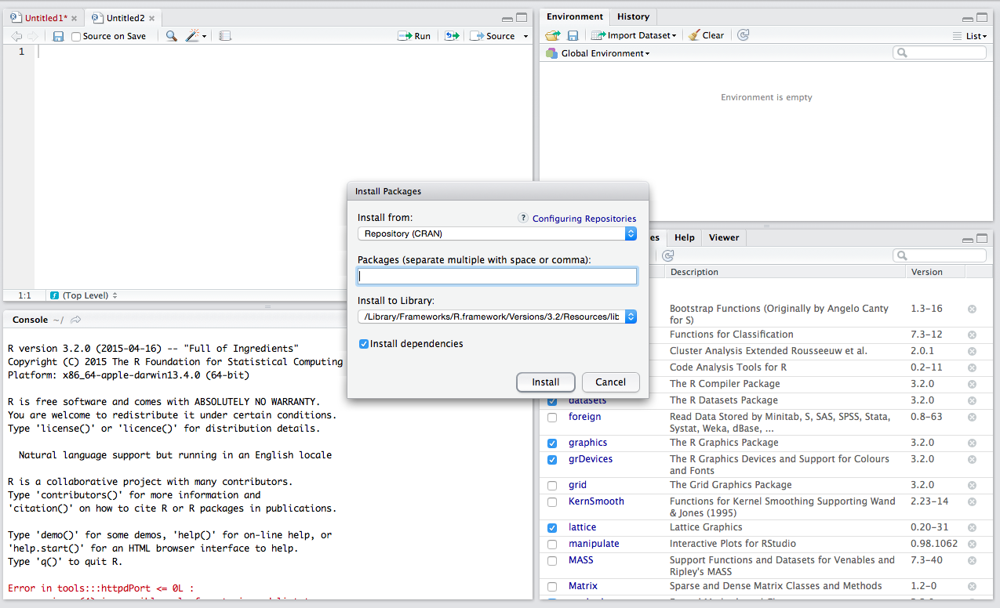 Untitled1*
Untitled2
Source on Save
Run
Source
1
1:1
(Top Level)
Environment
History
Import Dataset
Clear
List
Global Environment
Environment is empty
Install Packages
Install from:
? Configuring Repositories
Repository (CRAN)
Packages (separate multiple with space or comma):
Install to Library:
/Library/Frameworks/R.framework/Versions/3.2/Resources/lib
Install dependencies
Install
Cancel
Console ~/
R version 3.2.0 (2015-04-16) -- "Full of Ingredients"
Copyright (C) 2015 The R Foundation for Statistical Computing
Platform: x86_64-apple-darwin13.4.0 (64-bit)
R is free software and comes with ABSOLUTELY NO WARRANTY.
You are welcome to redistribute it under certain conditions.
Type 'license()' or 'licence()' for distribution details.
Natural language support but running in an English locale
R is a collaborative project with many contributors.
Type 'contributors()' for more information and
'citation()' on how to cite R or R packages in publications.
Type 'demo()' for some demos, 'help()' for on-line help, or
'help.start()' for an HTML browser interface to help.
Type 'q()' to quit R.
Error in tools:::httpdPort <= 0L :
es
Help
Viewer
Description
Version
Bootstrap Functions (Originally by Angelo Canty
for S)
1.3-16
Functions for Classification
7.3-12
Cluster Analysis Extended Rousseeuw et al.
2.0.1
Code Analysis Tools for R
0.2-11
The R Compiler Package
3.2.0
datasets
The R Datasets Package
3.2.0
foreign
Read Data Stored by Minitab, S, SAS, SPSS, Stata,
Systat, Weka, dBase, ...
0.8-63
graphics
The R Graphics Package
3.2.0
grDevices
The R Graphics Devices and Support for Colours
and Fonts
3.2.0
grid
The Grid Graphics Package
3.2.0
KernSmooth
Functions for Kernel Smoothing Supporting Wand
& Jones (1995)
2.23-14
lattice
Lattice Graphics
0.20-31
manipulate
Interactive Plots for RStudio
0.98.1062
MASS
Support Functions and Datasets for Venables and
Ripley's MASS
7.3-40
Matrix
Sparse and Dense Matrix Classes and Methods
1.2-0